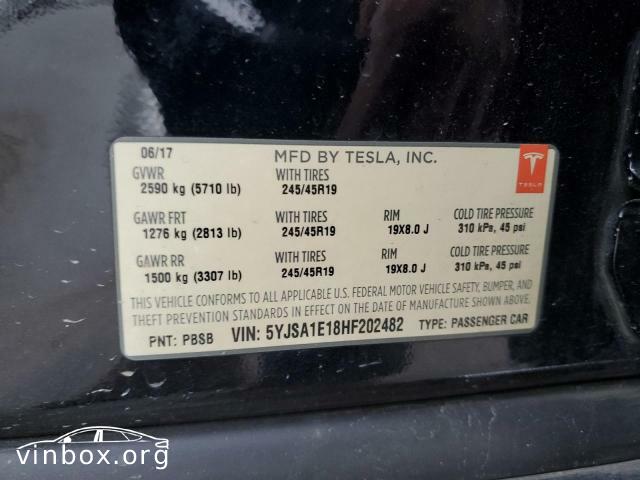 06/17 MFD BY TESLA, INC.
GVWR WITH TIRES
2590 kg (5710 lb) 245/45R19
TESLA
GAWR FRT WITH TIRES RIM COLD TIRE PRESSURE
1276 kg (2813 lb) 245/45R19 19X8.0 J 310 kPa, 45 psi
GAWR RR WITH TIRES RIM COLD TIRE PRESSURE
1500 kg (3307 lb) 245/45R19 19X8.0 J 310 kPa, 45 psi
THIS VEHICLE CONFORMS TO ALL APPLICABLE U.S. FEDERAL MOTOR VEHICLE SAFETY, BUMPER, AND
THEFT PREVENTION STANDARDS IN EFFECT ON THE DATE OF MANUFACTURE SHOWN ABOVE.
PNT: PBSB VIN: 5YJSA1E18HF202482 TYPE: PASSENGER CAR
vinbox.org